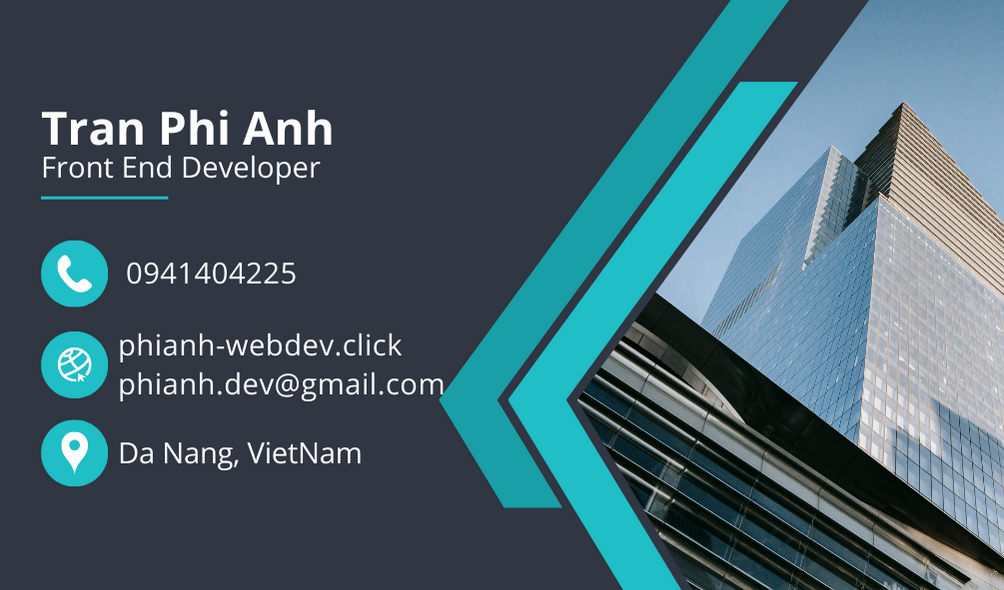 Tran Phi Anh
Front End Developer
0941404225
phianh-webdev.click
phianh.dev@gmail.com
Da Nang, VietNam